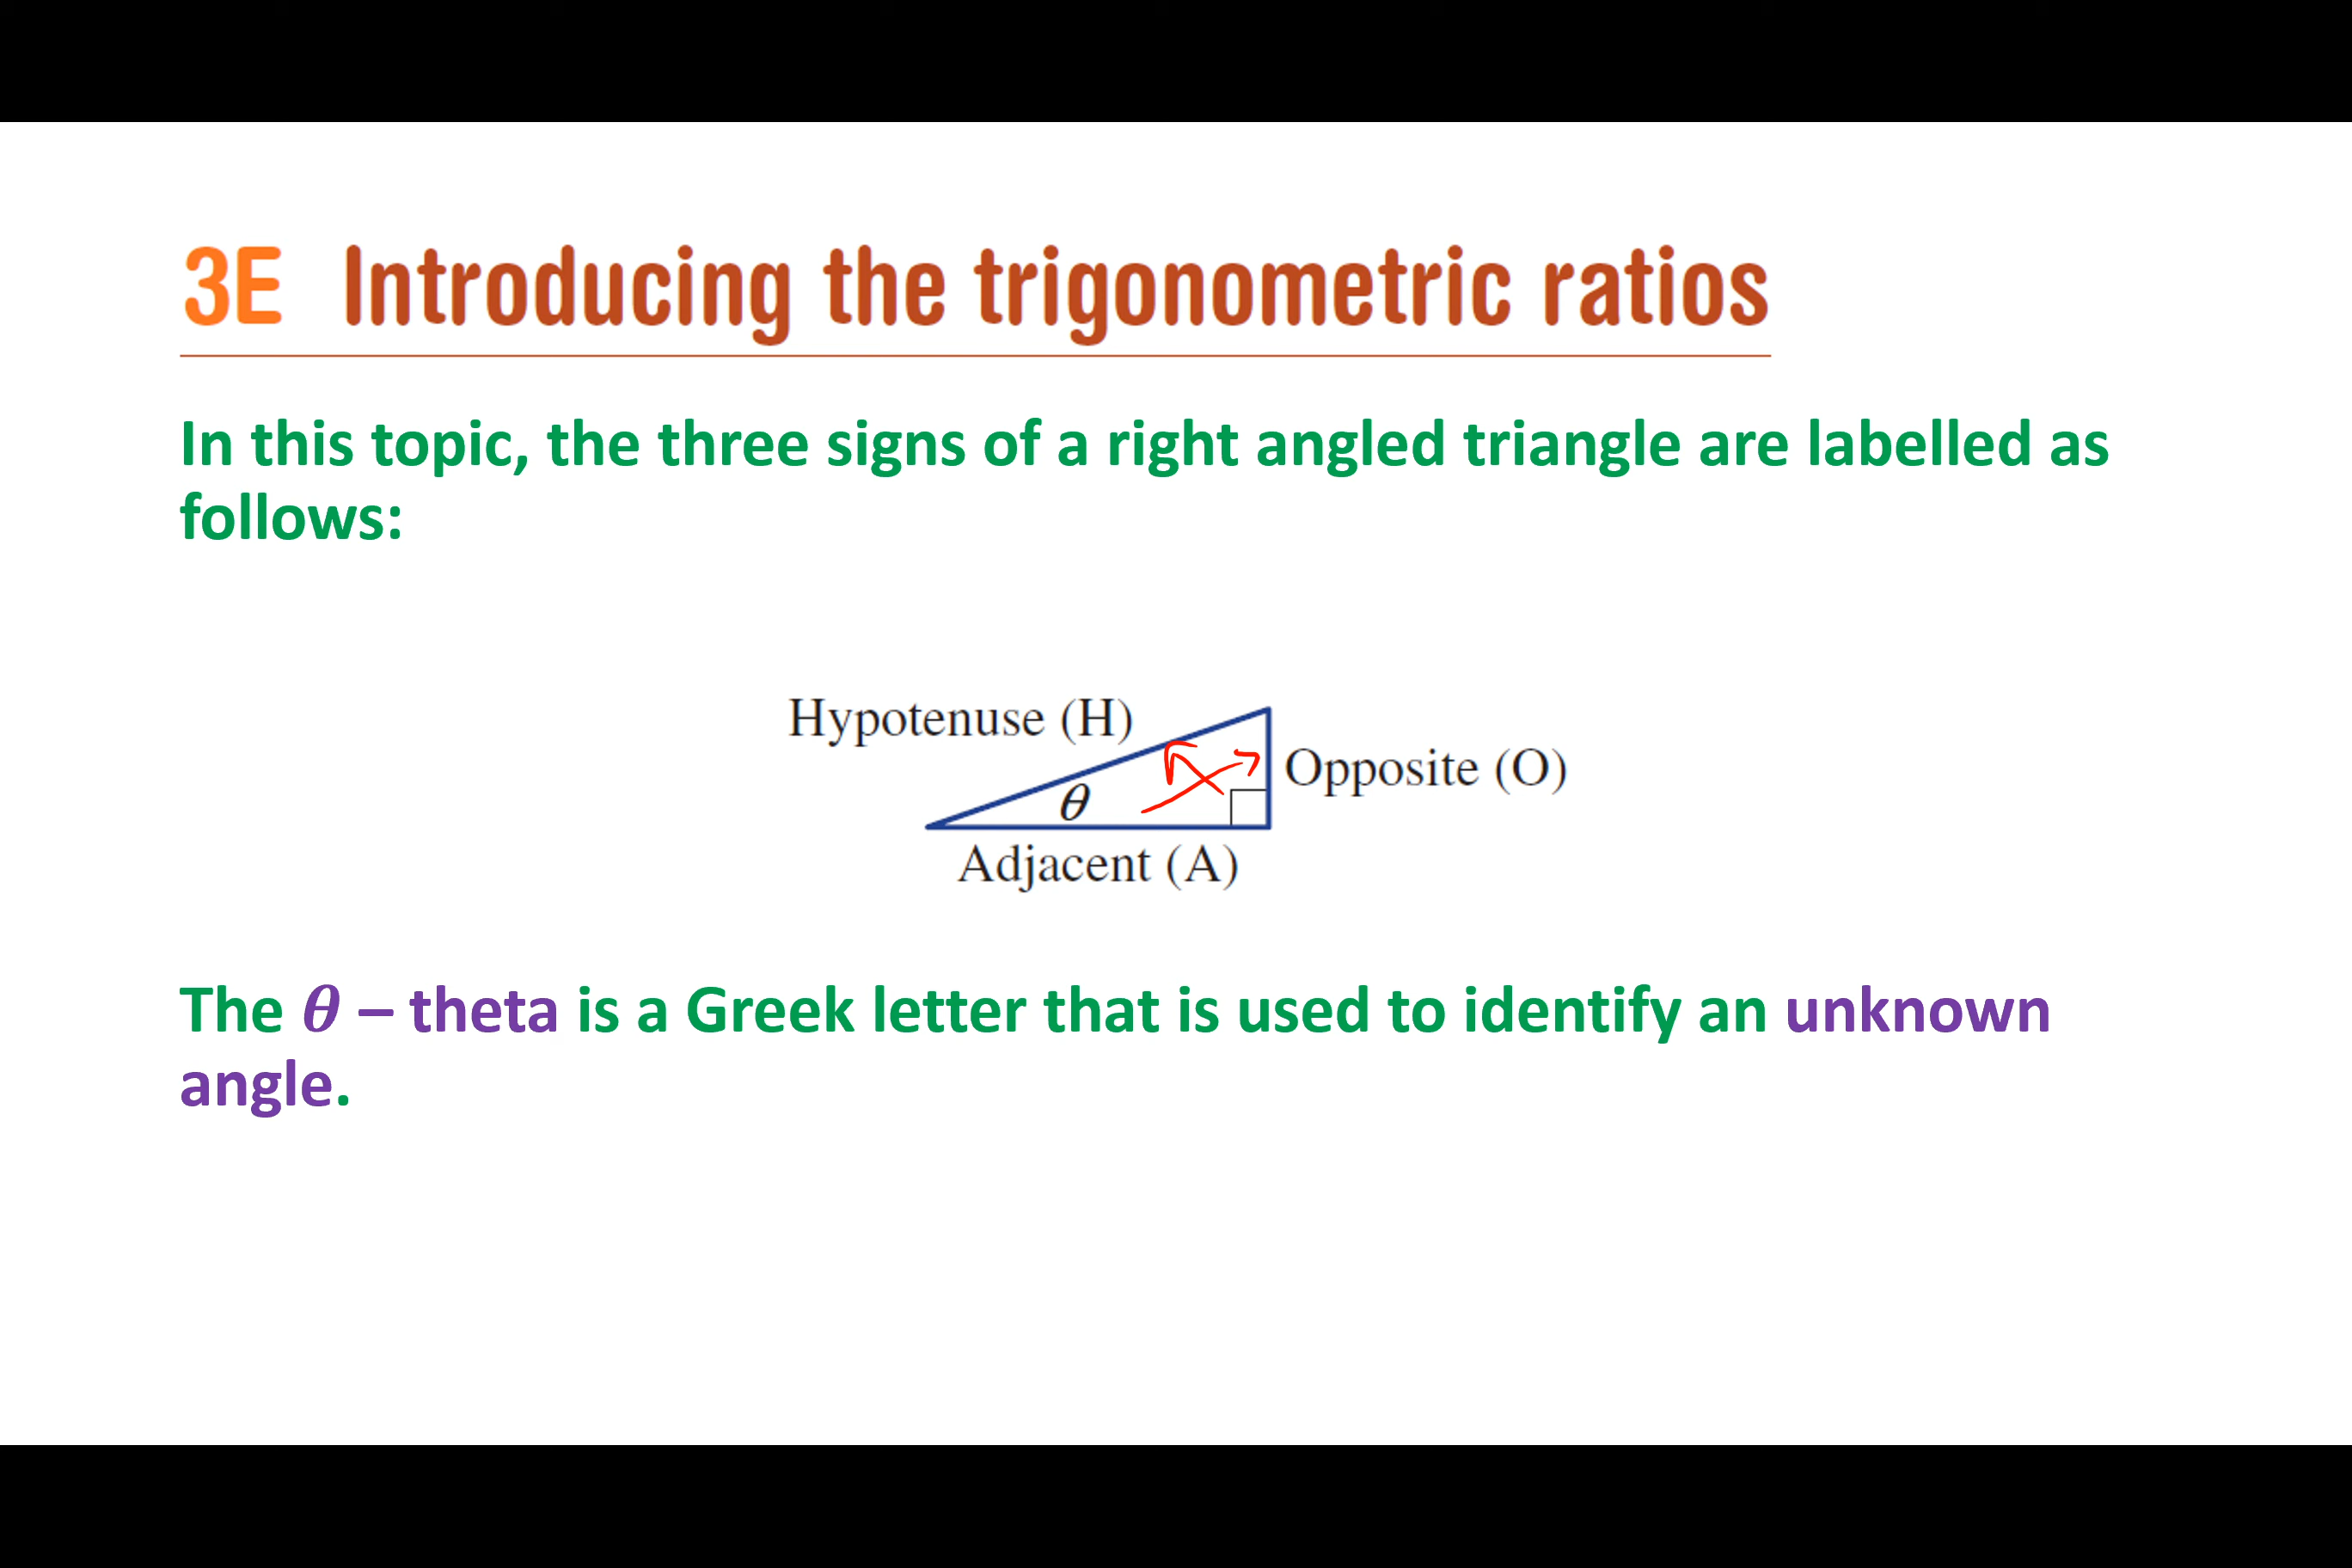 3E Introducing the trigonometric ratios
In this topic, the three signs of a right angled triangle are labelled as
follows:
Hypotenuse (H)
Opposite (O)
θ
Adjacent (A)
The θ – theta is a Greek letter that is used to identify an unknown
angle.